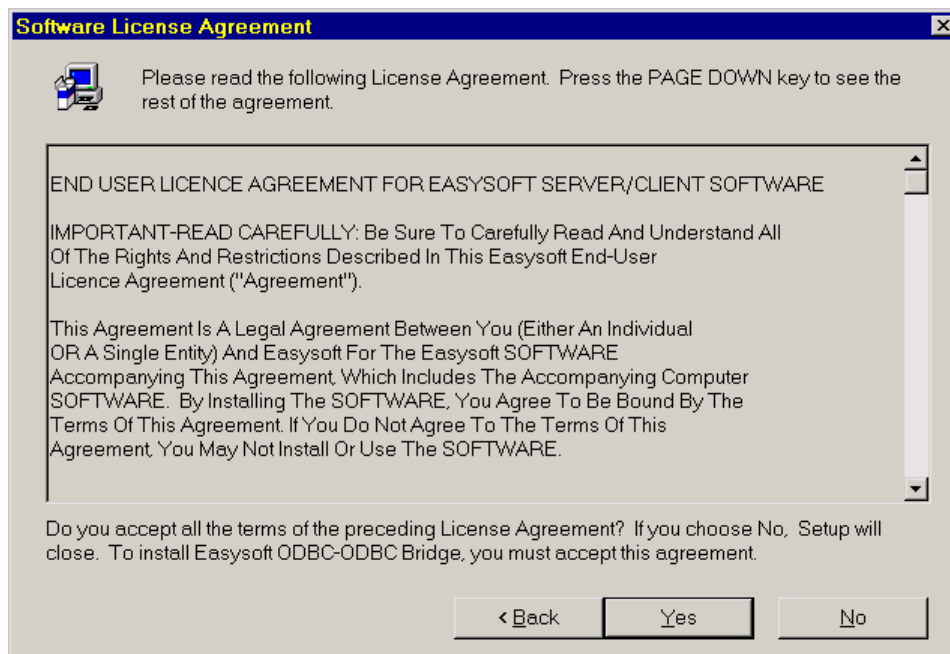 Software License Agreement
Please read the following License Agreement. Press the PAGE DOWN key to see the
rest of the agreement.
END USER LICENCE AGREEMENT FOR EASYSOFT SERVER/CLIENT SOFTWARE
IMPORTANT-READ CAREFULLY: Be Sure To Carefully Read And Understand All
Of The Rights And Restrictions Described In This Easysoft End-User
Licence Agreement ("Agreement").
This Agreement Is A Legal Agreement Between You (Either An Individual
OR A Single Entity) And Easysoft For The Easysoft SOFTWARE
Accompanying This Agreement, Which Includes The Accompanying Computer
SOFTWARE. By Installing The SOFTWARE, You Agree To Be Bound By The
Terms Of This Agreement. If You Do Not Agree To The Terms Of This
Agreement, You May Not Install Or Use The SOFTWARE.
Do you accept all the terms of the preceding License Agreement? If you choose No, Setup will
close. To install Easysoft ODBC-ODBC Bridge, you must accept this agreement.
< Back Yes No